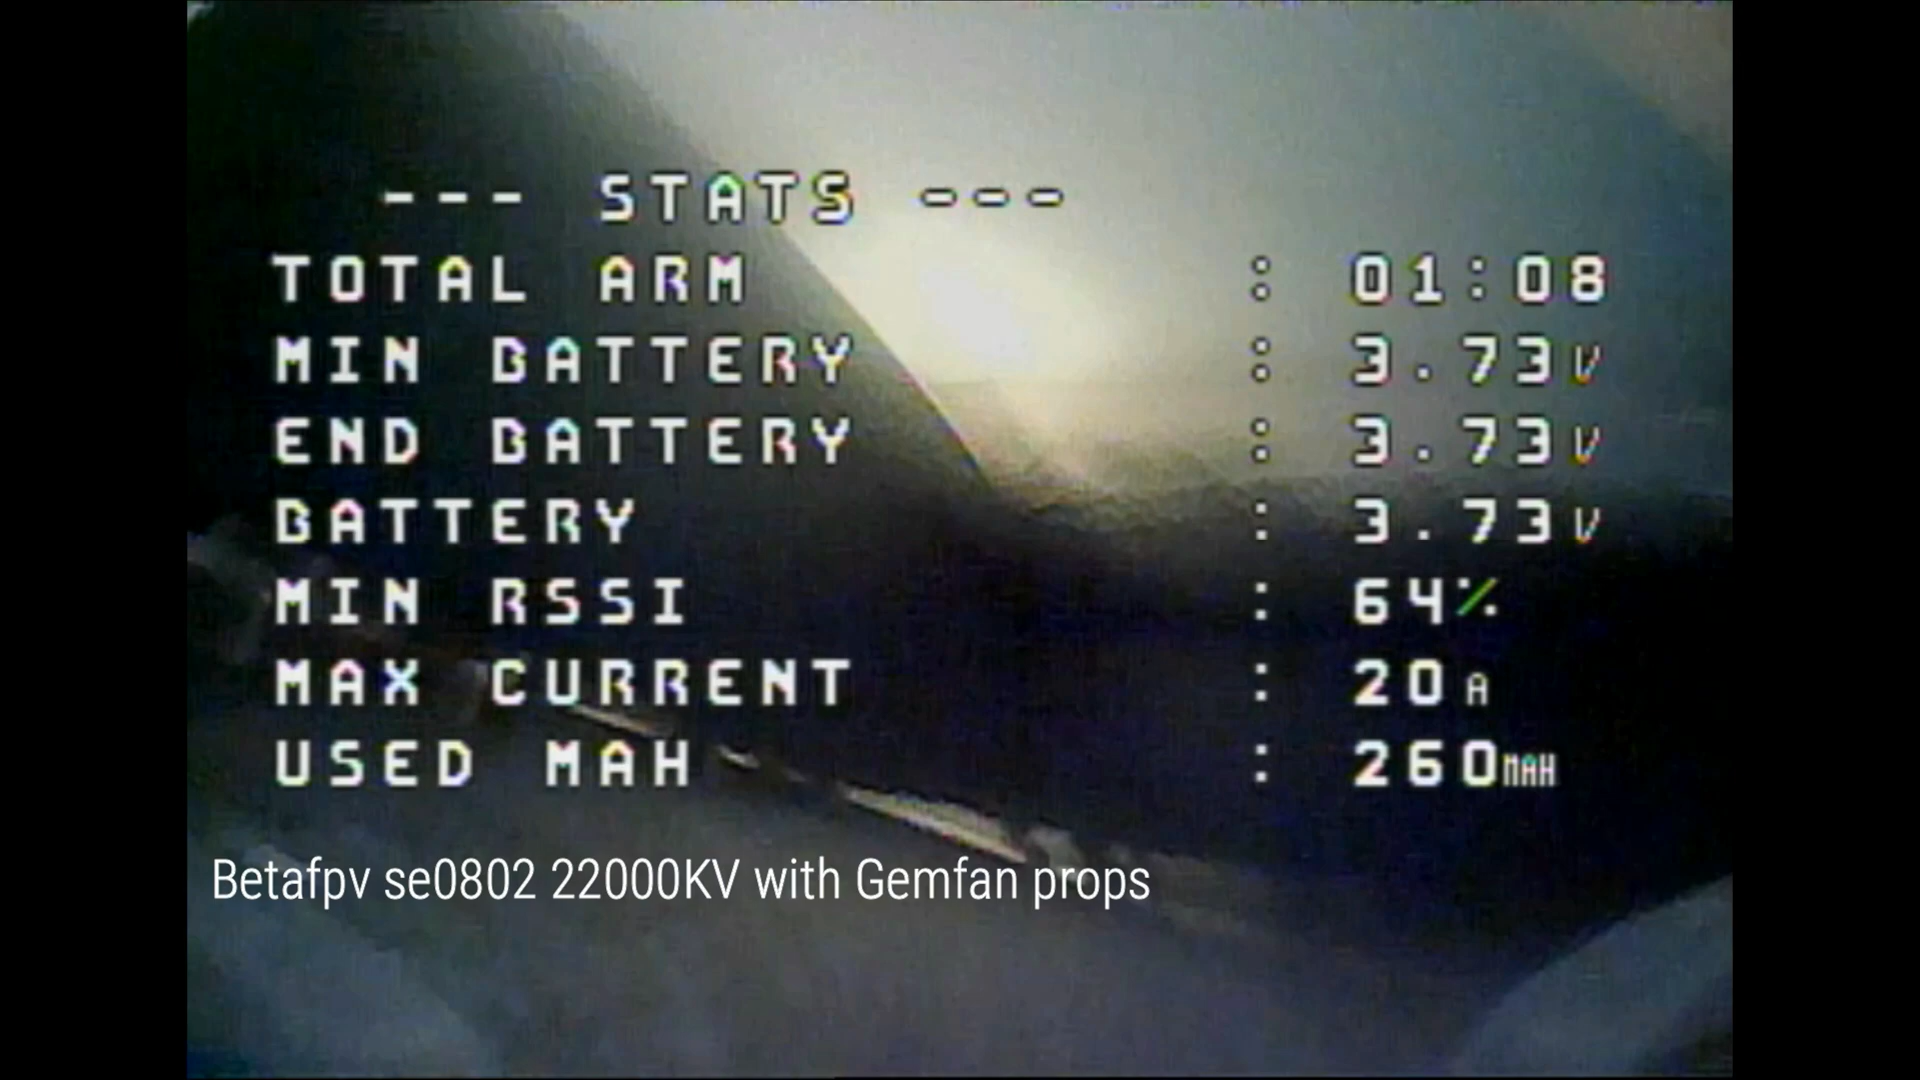 --- STATS ---
TOTAL ARM : 01:08
MIN BATTERY : 3.73V
END BATTERY : 3.73V
BATTERY : 3.73V
MIN RSSI : 64%
MAX CURRENT : 20A
USED MAH : 260MAH
Betafpv se0802 22000KV with Gemfan props